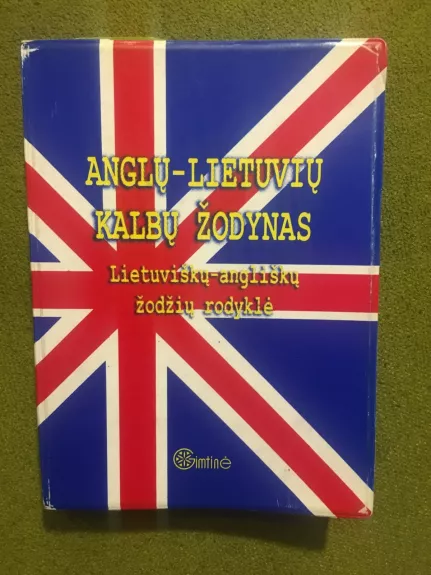 ANGLŲ-LIETUVIŲ
KALBŲ ŽODYNAS
Lietuviškų-angliškų
žodžių rodyklė
Gimtinė